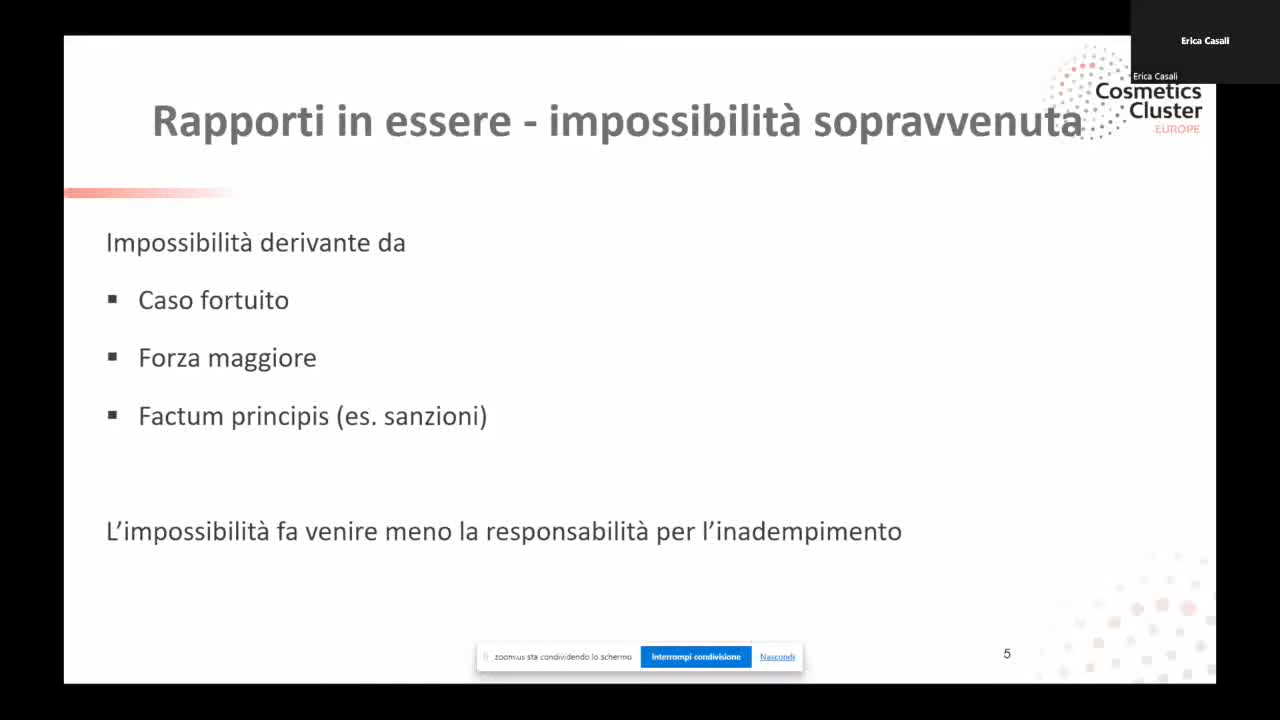 Erica Casali
Erica Casali
Cosmetics
Cluster
EUROPE
Rapporti in essere - impossibilità sopravvenuta
Impossibilità derivante da
▪ Caso fortuito
▪ Forza maggiore
▪ Factum principis (es. sanzioni)
L’impossibilità fa venire meno la responsabilità per l’inadempimento
zoom.us sta condividendo lo schermo Interrompi condivisione Nascondi
5